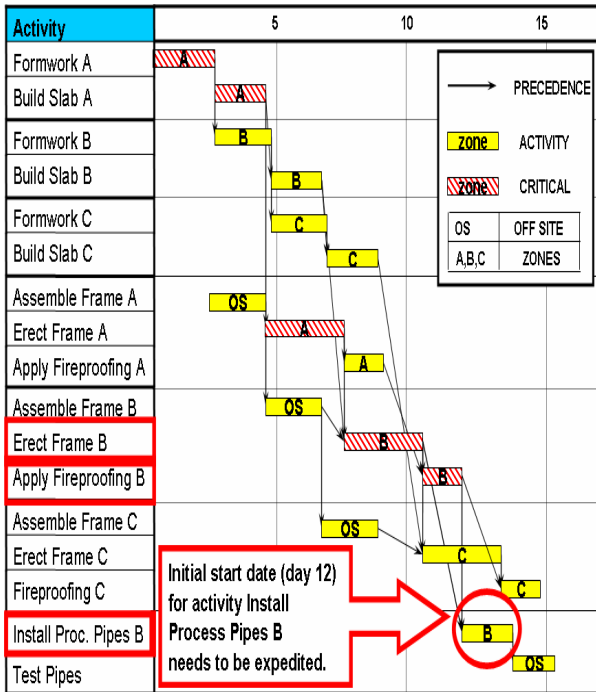 Activity
5
10
15
Formwork A
A
Build Slab A
A
Formwork B
B
Build Slab B
B
Formwork C
C
Build Slab C
C
Assemble Frame A
OS
Erect Frame A
A
Apply Fireproofing A
A
Assemble Frame B
OS
Erect Frame B
B
Apply Fireproofing B
B
Assemble Frame C
OS
Erect Frame C
C
Fireproofing C
C
Install Proc. Pipes B
B
Test Pipes
OS
PRECEDENCE
zone ACTIVITY
zone CRITICAL
OS OFF SITE
A,B,C ZONES
Initial start date (day 12)
for activity Install
Process Pipes B
needs to be expedited.